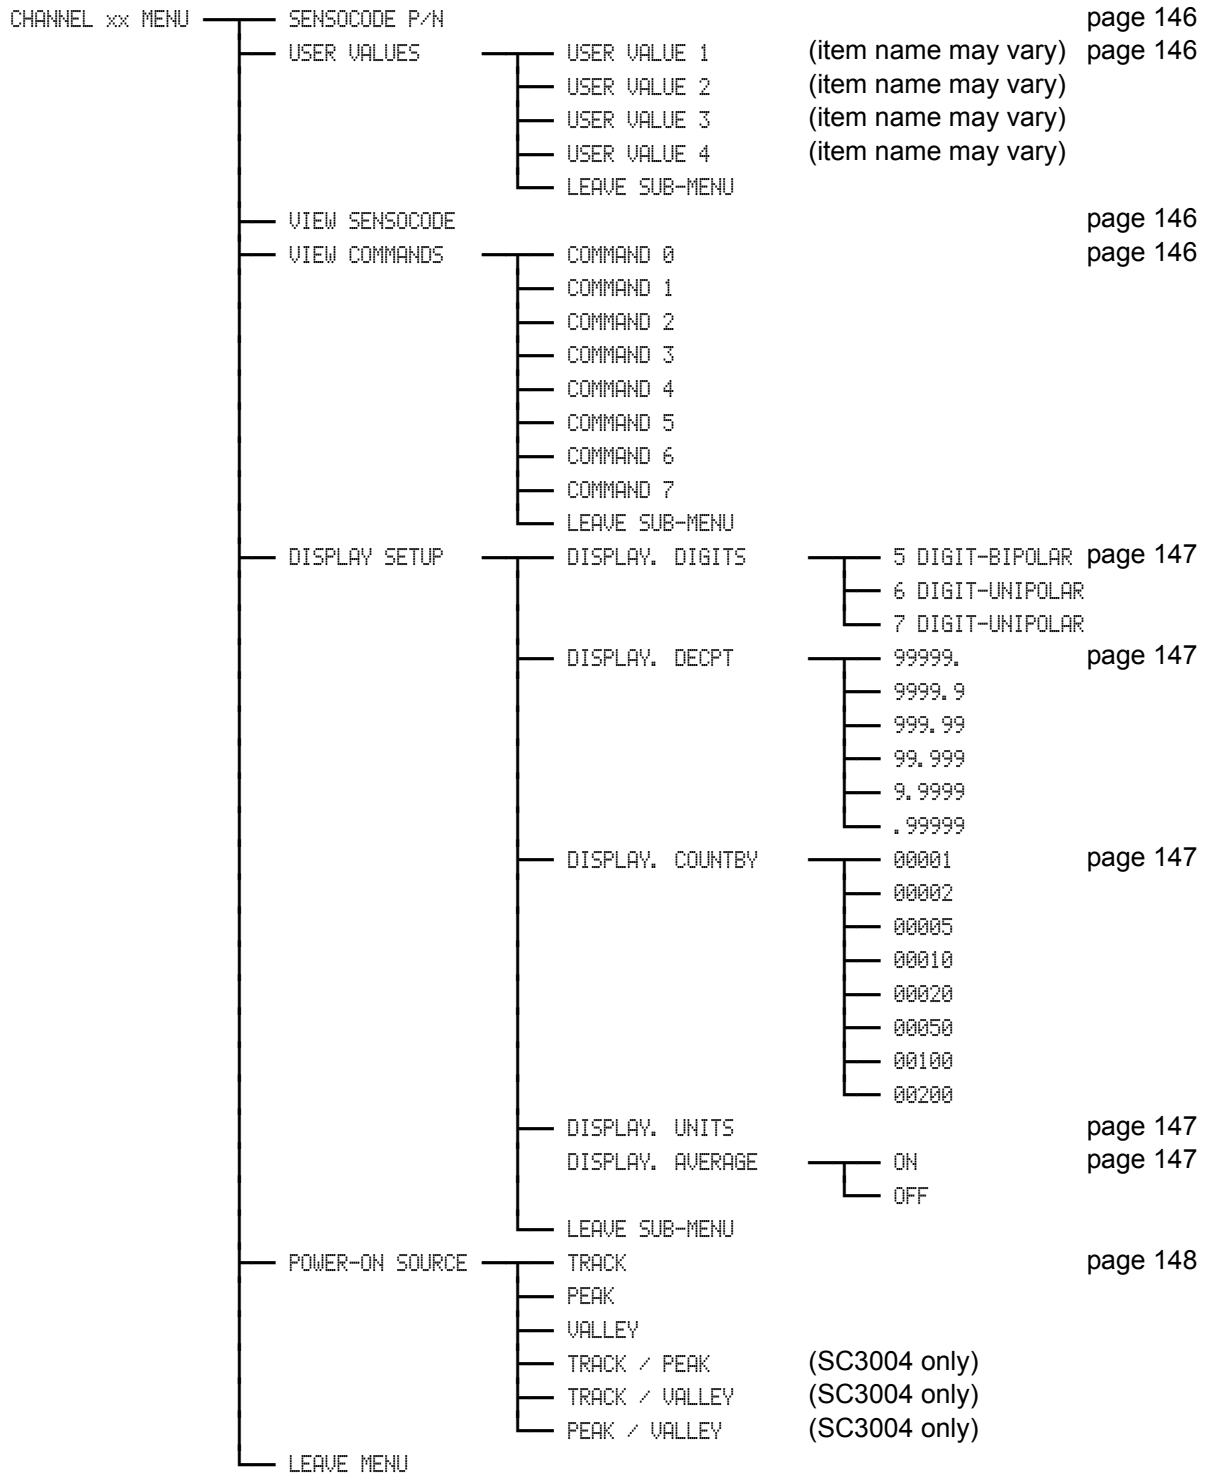 CHANNEL xx MENU SENSOCODE P/N page 146
USER VALUES USER VALUE 1 (item name may vary) page 146
USER VALUE 2 (item name may vary)
USER VALUE 3 (item name may vary)
USER VALUE 4 (item name may vary)
LEAVE SUB-MENU
VIEW SENSOCODE page 146
VIEW COMMANDS COMMAND 0 page 146
COMMAND 1
COMMAND 2
COMMAND 3
COMMAND 4
COMMAND 5
COMMAND 6
COMMAND 7
LEAVE SUB-MENU
DISPLAY SETUP DISPLAY. DIGITS 5 DIGIT-BIPOLAR page 147
6 DIGIT-UNIPOLAR
7 DIGIT-UNIPOLAR
DISPLAY. DECPT 99999. page 147
9999.9
999.99
99.999
9.9999
.99999
DISPLAY. COUNTBY 00001 page 147
00002
00005
00010
00020
00050
00100
00200
DISPLAY. UNITS page 147
DISPLAY. AVERAGE ON page 147
OFF
LEAVE SUB-MENU
POWER-ON SOURCE TRACK page 148
PEAK
VALLEY
TRACK / PEAK (SC3004 only)
TRACK / VALLEY (SC3004 only)
PEAK / VALLEY (SC3004 only)
LEAVE MENU